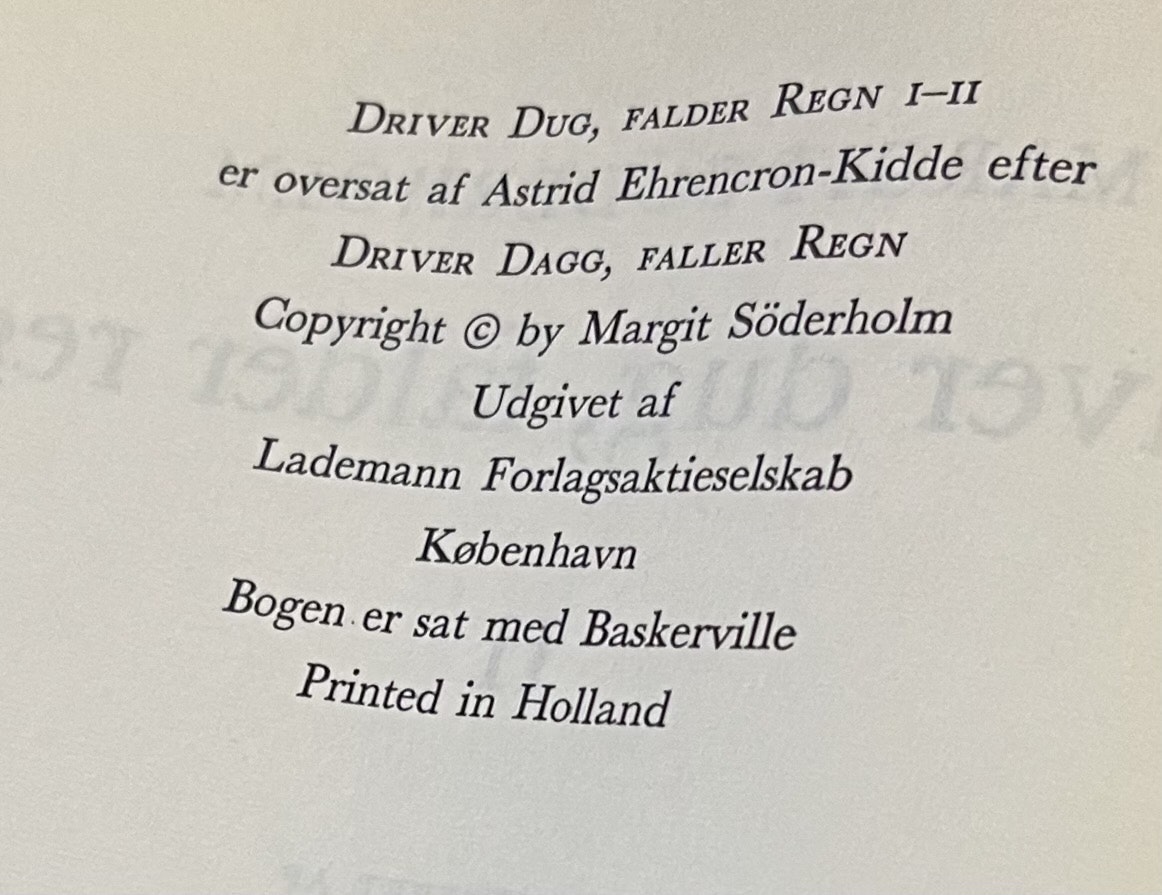 DRIVER DUG, FALDER REGN I–II
er oversat af Astrid Ehrencron-Kidde efter
DRIVER DAGG, FALLER REGN
Copyright © by Margit Söderholm
Udgivet af
Lademann Forlagsaktieselskab
København
Bogen er sat med Baskerville
Printed in Holland